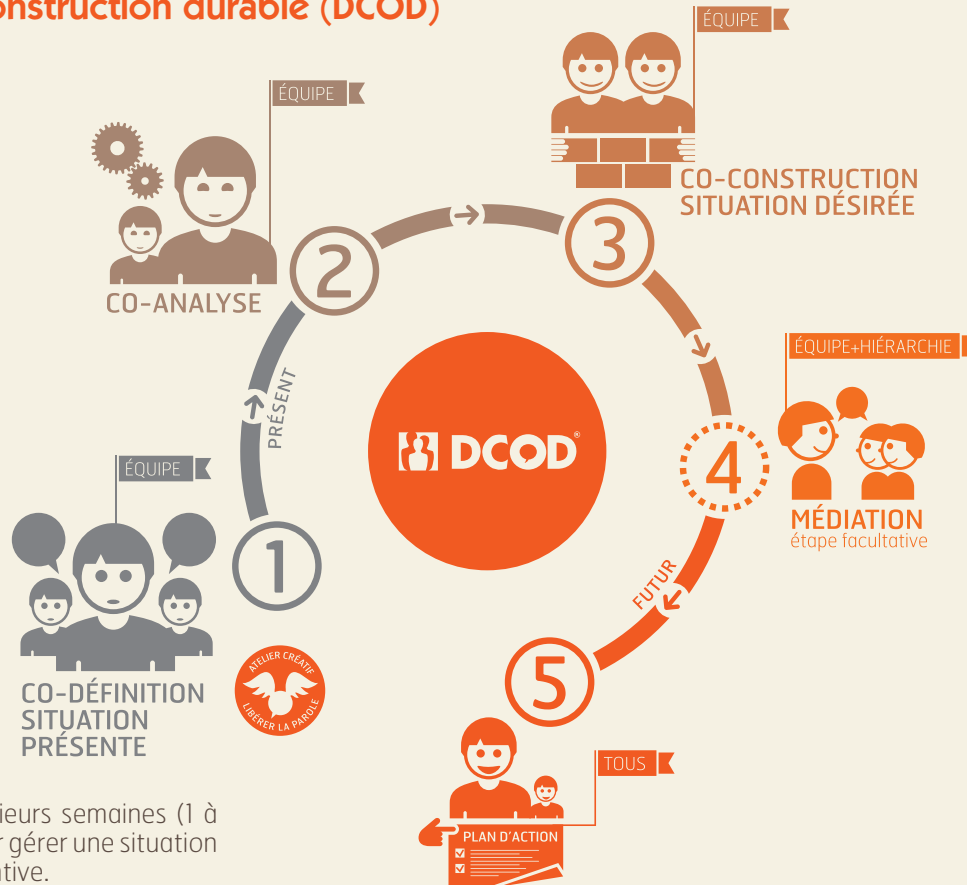 onstruction durable (DCOD)
ÉQUIPE
CO-DÉFINITION
SITUATION
PRÉSENTE
1
ATELIER CRÉATIF
LIBÉRER LA PAROLE
PRÉSENT
ÉQUIPE
CO-ANALYSE
2
ÉQUIPE
CO-CONSTRUCTION
SITUATION DÉSIRÉE
3
ÉQUIPE+HIÉRARCHIE
4
MÉDIATION
étape facultative
FUTUR
5
TOUS
PLAN D'ACTION
DCOD®
ieurs semaines (1 à
r gérer une situation
ntive.